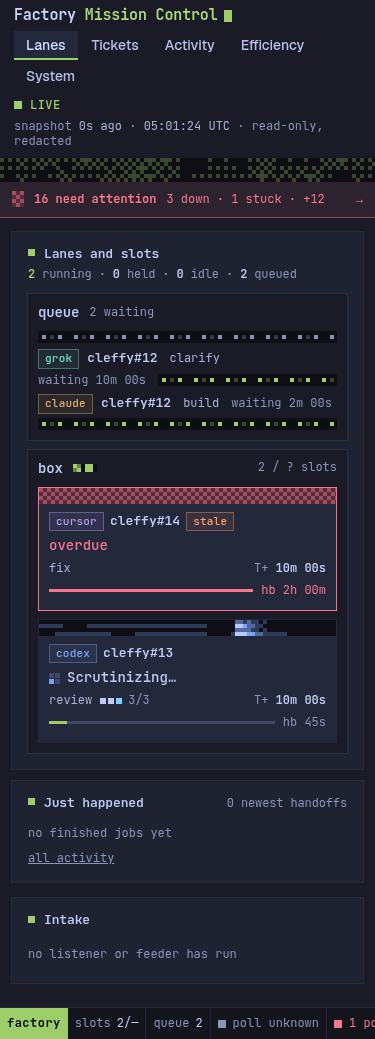 Factory Mission Control
Lanes Tickets Activity Efficiency
System
LIVE
snapshot 0s ago · 05:01:24 UTC · read-only,
redacted
16 need attention 3 down · 1 stuck · +12 →
Lanes and slots
2 running · 0 held · 0 idle · 2 queued
queue 2 waiting
grok cleffy#12 clarify
waiting 10m 00s
claude cleffy#12 build waiting 2m 00s
box 2 / ? slots
cursor cleffy#14 stale
overdue
fix T+ 10m 00s
hb 2h 00m
codex cleffy#13
Scrutinizing…
review 3/3 T+ 10m 00s
hb 45s
Just happened 0 newest handoffs
no finished jobs yet
all activity
Intake
no listener or feeder has run
factory slots 2/— queue 2 poll unknown 1 po